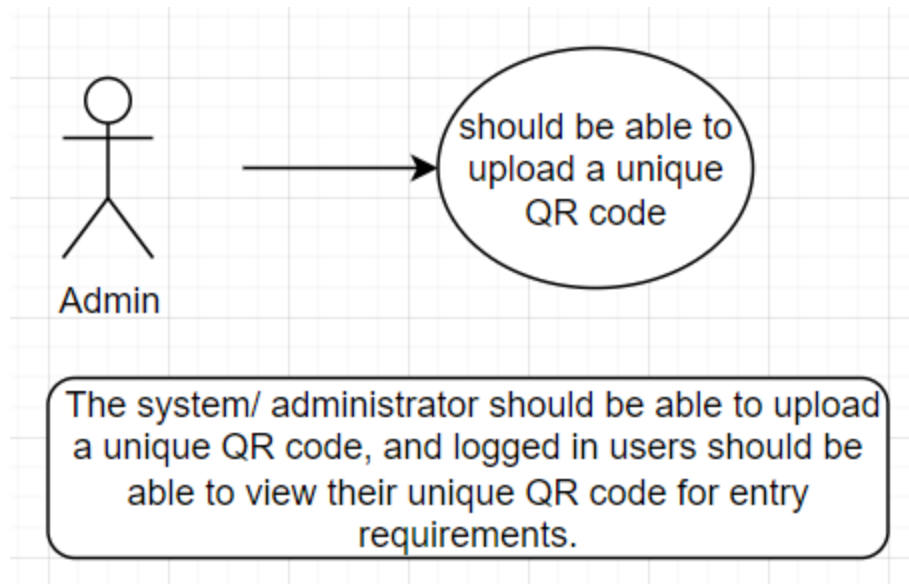 should be able to
upload a unique
QR code
Admin
The system/ administrator should be able to upload
a unique QR code, and logged in users should be
able to view their unique QR code for entry
requirements.